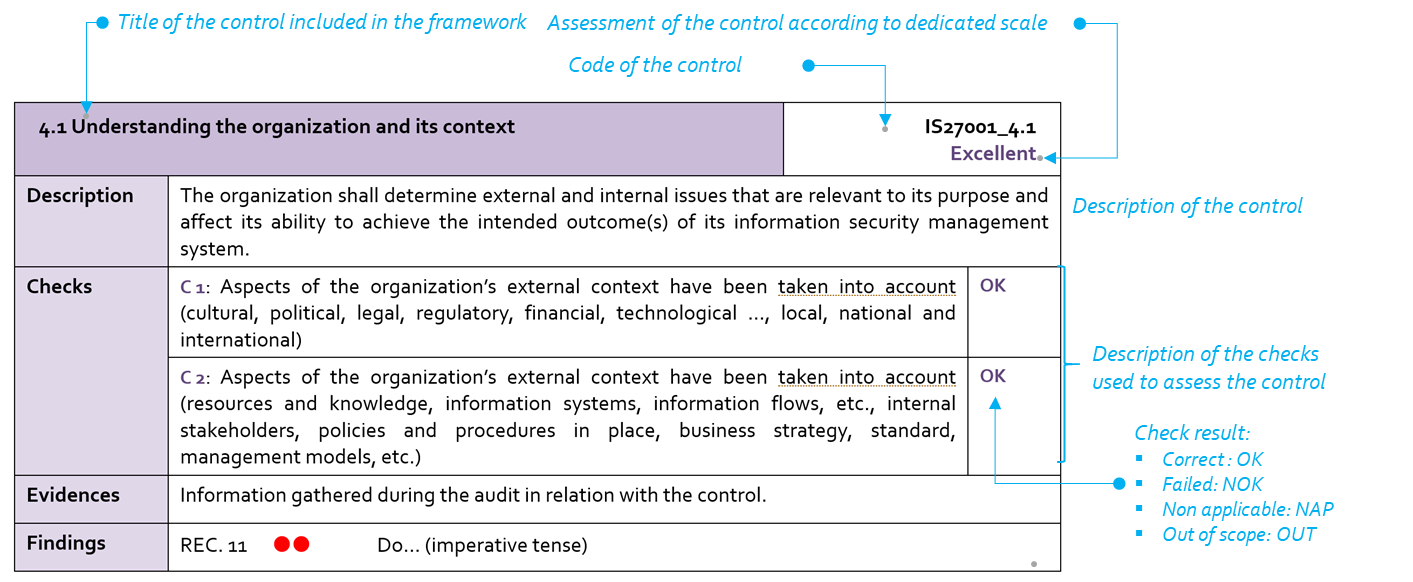 Title of the control included in the framework
Assessment of the control according to dedicated scale
Code of the control
4.1 Understanding the organization and its context
IS27001_4.1
Excellent
Description
The organization shall determine external and internal issues that are relevant to its purpose and
affect its ability to achieve the intended outcome(s) of its information security management
system.
Description of the control
Checks
C 1: Aspects of the organization's external context have been taken into account
(cultural, political, legal, regulatory, financial, technological ..., local, national and
international)
OK
C 2: Aspects of the organization's external context have been taken into account
(resources and knowledge, information systems, information flows, etc., internal
stakeholders, policies and procedures in place, business strategy, standard,
management models, etc.)
OK
Description of the checks
used to assess the control
Check result:
▪ Correct : OK
▪ Failed: NOK
▪ Non applicable: NAP
▪ Out of scope: OUT
Evidences
Information gathered during the audit in relation with the control.
Findings
REC. 11
Do... (imperative tense)